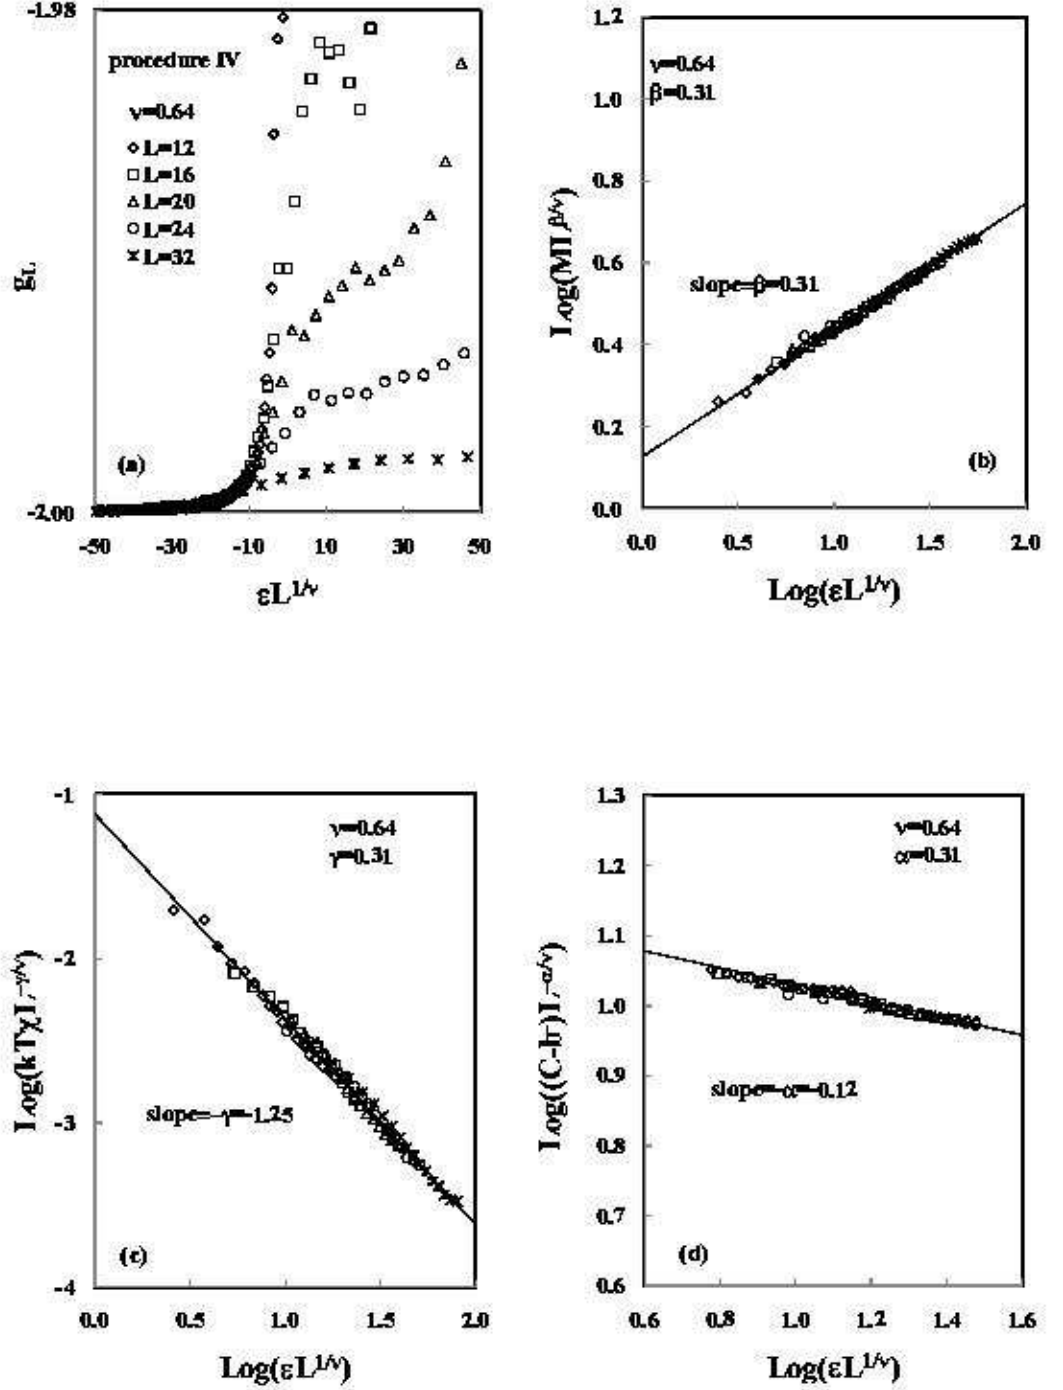 -1.98
procedure IV
ν=0.64
L=12
L=16
L=20
L=24
L=32
gL
(a)
-2.00
-50
-30
-10
10
30
50
εL1/ν
1.2
ν=0.64
β=0.31
1.0
0.8
Log(MLβ/ν)
0.6
slope=β=0.31
0.4
0.2
(b)
0.0
0.0
0.5
1.0
1.5
2.0
Log(εL1/ν)
-1
ν=0.64
γ=0.31
-2
Log(kTχL−γ/ν)
slope=-γ=-1.25
-3
(c)
-4
0.0
0.5
1.0
1.5
2.0
Log(εL1/ν)
1.3
ν=0.64
α=0.31
1.2
1.1
1.0
Log((C-b-)L−α/ν)
0.9
slope=-α=-0.12
0.8
0.7
(d)
0.6
0.6
0.8
1.0
1.2
1.4
1.6
Log(εL1/ν)